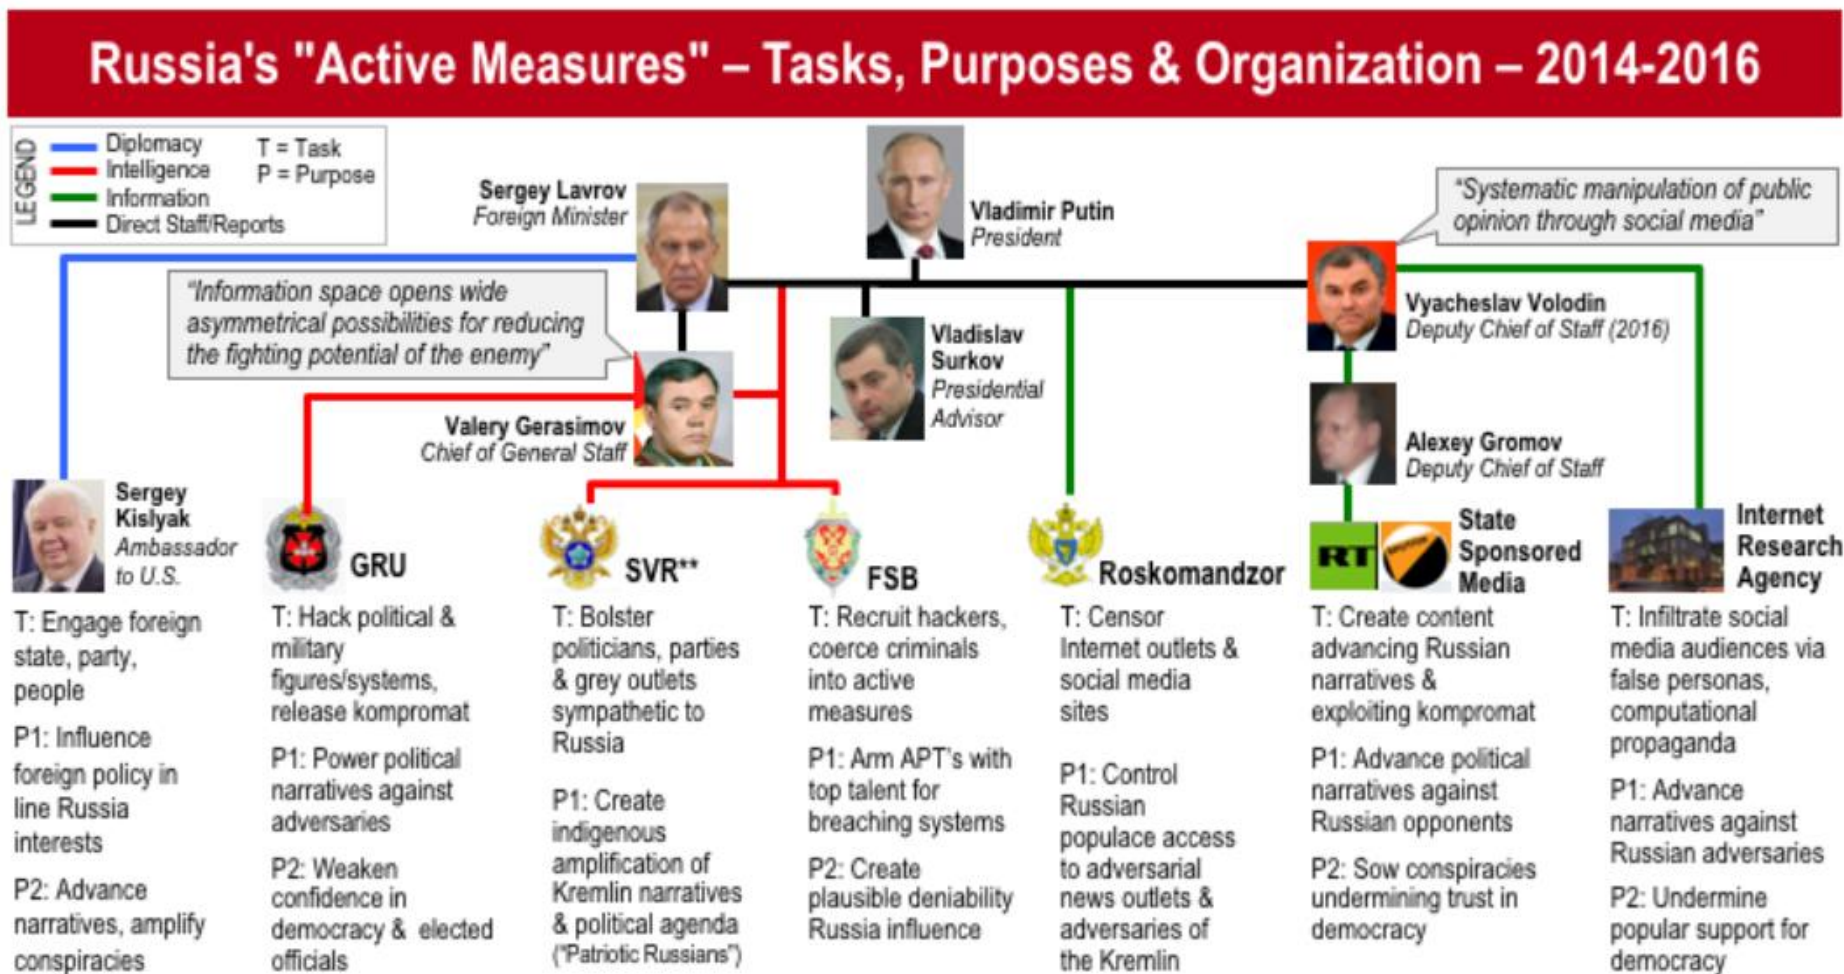 Russia's "Active Measures" – Tasks, Purposes & Organization – 2014-2016
LEGEND
Diplomacy
Intelligence
Information
Direct Staff/Reports
T = Task
P = Purpose
Sergey Lavrov
Foreign Minister
Vladimir Putin
President
"Systematic manipulation of public
opinion through social media"
"Information space opens wide
asymmetrical possibilities for reducing
the fighting potential of the enemy"
Vladislav
Surkov
Presidential
Advisor
Vyacheslav Volodin
Deputy Chief of Staff (2016)
Valery Gerasimov
Chief of General Staff
Alexey Gromov
Deputy Chief of Staff
Sergey
Kislyak
Ambassador
to U.S.
T: Engage foreign
state, party,
people
P1: Influence
foreign policy in
line Russia
interests
P2: Advance
narratives, amplify
conspiracies
GRU
T: Hack political &
military
figures/systems,
release kompromat
P1: Power political
narratives against
adversaries
P2: Weaken
confidence in
democracy & elected
officials
SVR**
T: Bolster
politicians, parties
& grey outlets
sympathetic to
Russia
P1: Create
indigenous
amplification of
Kremlin narratives
& political agenda
("Patriotic Russians")
FSB
T: Recruit hackers,
coerce criminals
into active
measures
P1: Arm APT's with
top talent for
breaching systems
P2: Create
plausible deniability
Russia influence
Roskomandzor
T: Censor
Internet outlets &
social media
sites
P1: Control
Russian
populace access
to adversarial
news outlets &
adversaries of
the Kremlin
RT
State
Sponsored
Media
T: Create content
advancing Russian
narratives &
exploiting kompromat
P1: Advance political
narratives against
Russian opponents
P2: Sow conspiracies
undermining trust in
democracy
Internet
Research
Agency
T: Infiltrate social
media audiences via
false personas,
computational
propaganda
P1: Advance
narratives against
Russian adversaries
P2: Undermine
popular support for
democracy